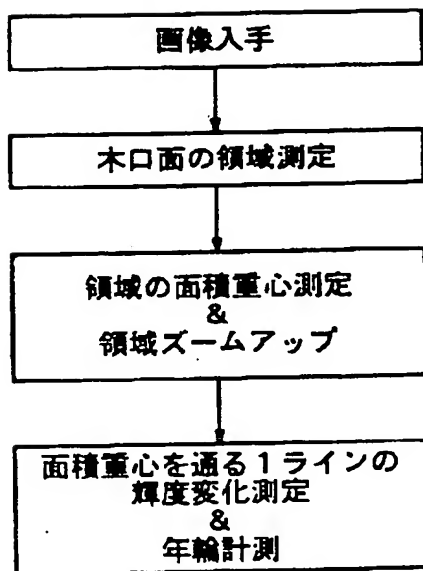 画像入手
木口面の領域測定
領域の面積重心測定
&
領域ズームアップ
面積重心を通る1ラインの
輝度変化測定
&
年輪計測